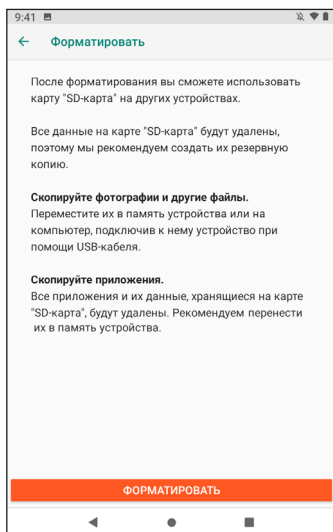 9:41
Форматировать
После форматирования вы сможете использовать
карту "SD-карта" на других устройствах.
Все данные на карте "SD-карта" будут удалены,
поэтому мы рекомендуем создать их резервную
копию.
Скопируйте фотографии и другие файлы.
Переместите их в память устройства или на
компьютер, подключив к нему устройство при
помощи USB-кабеля.
Скопируйте приложения.
Все приложения и их данные, хранящиеся на карте
"SD-карта", будут удалены. Рекомендуем перенести
их в память устройства.
ФОРМАТИРОВАТЬ